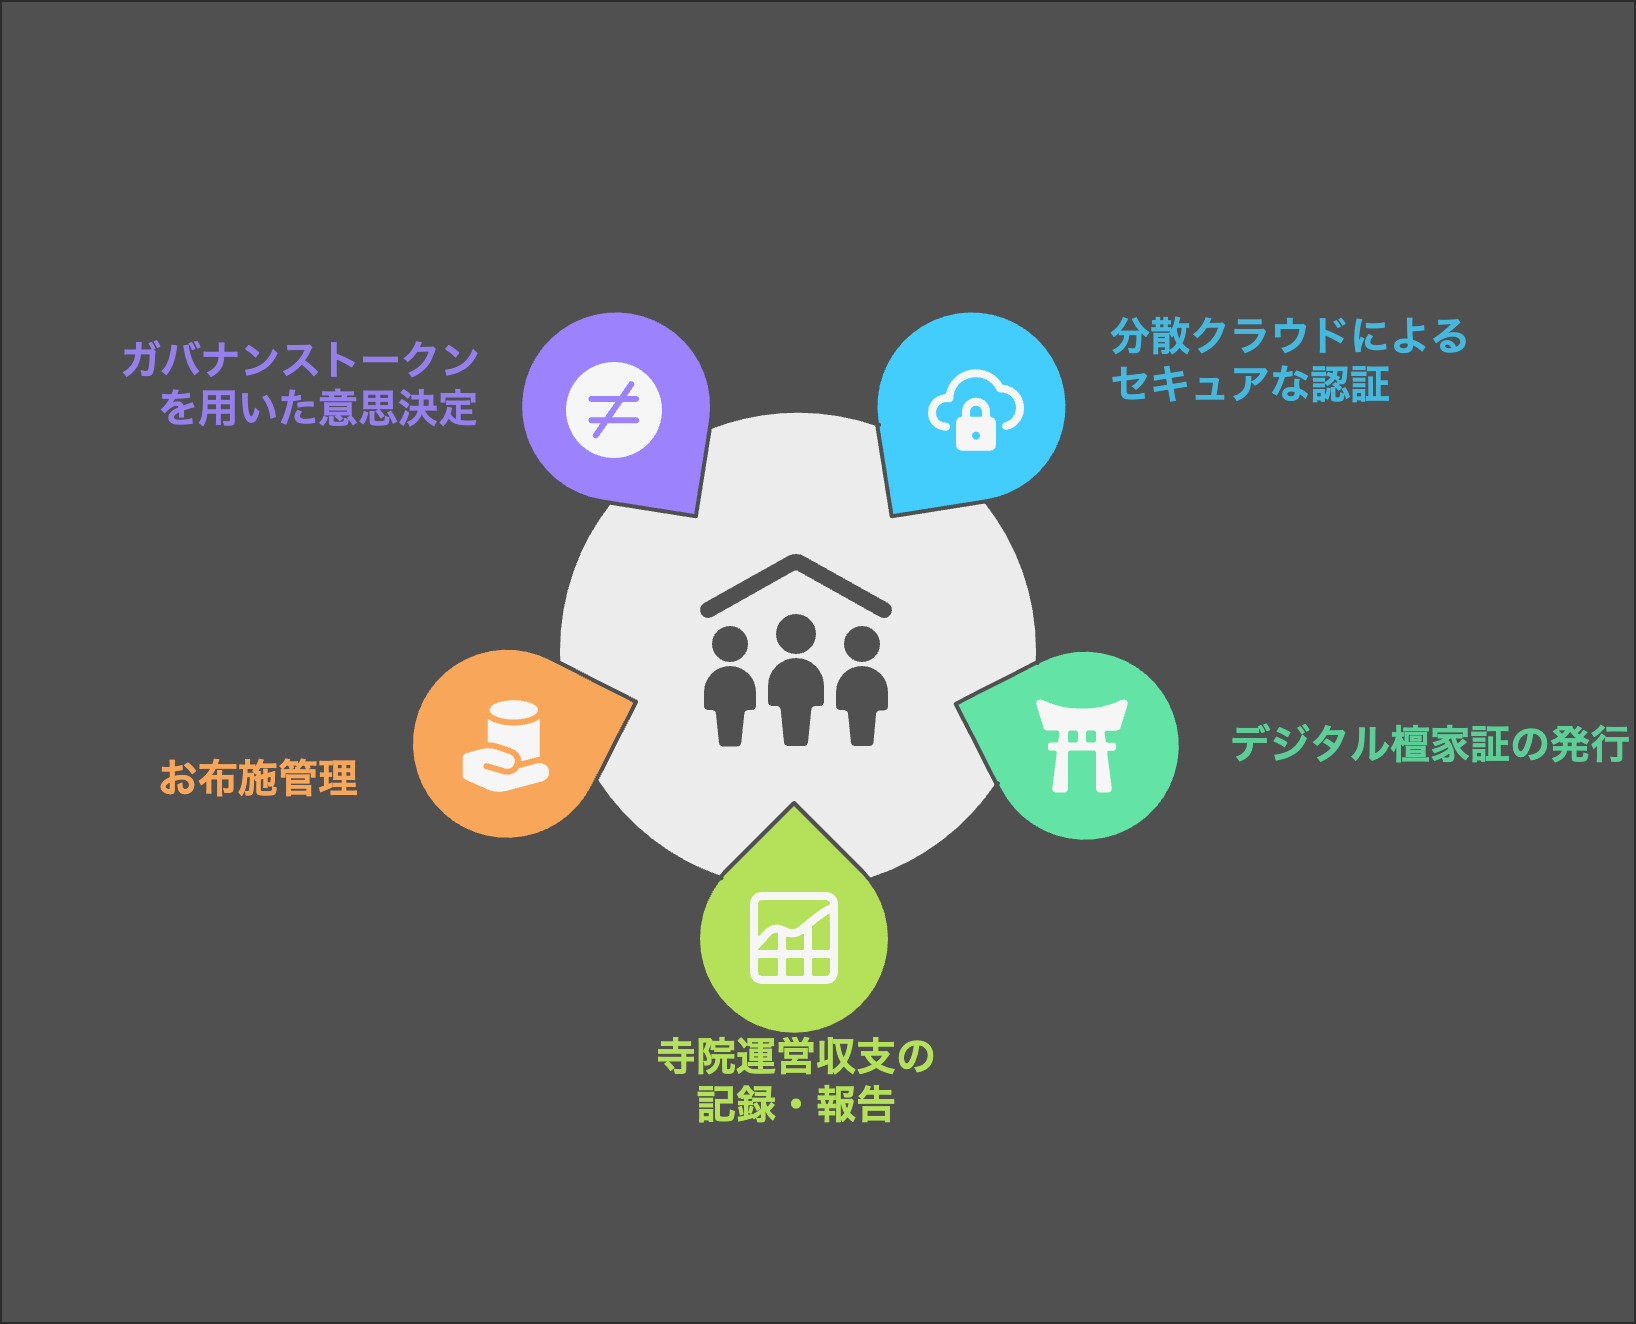 ガバナンストークン
を用いた意思決定
分散クラウドによる
セキュアな認証
お布施管理
デジタル檀家証の発行
寺院運営収支の
記録・報告